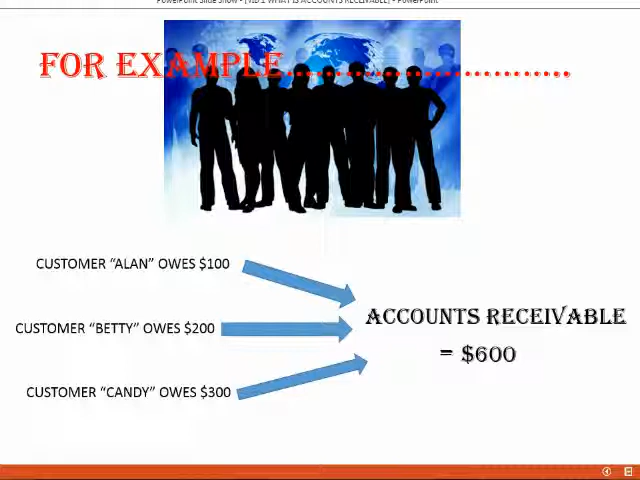 PowerPoint Slide Show - [VID 1 WHAT IS ACCOUNTS RECEIVABLE] - PowerPoint
FOR EXAMPLE............................
CUSTOMER “ALAN” OWES $100
CUSTOMER “BETTY” OWES $200
CUSTOMER “CANDY” OWES $300
ACCOUNTS RECEIVABLE
= $600